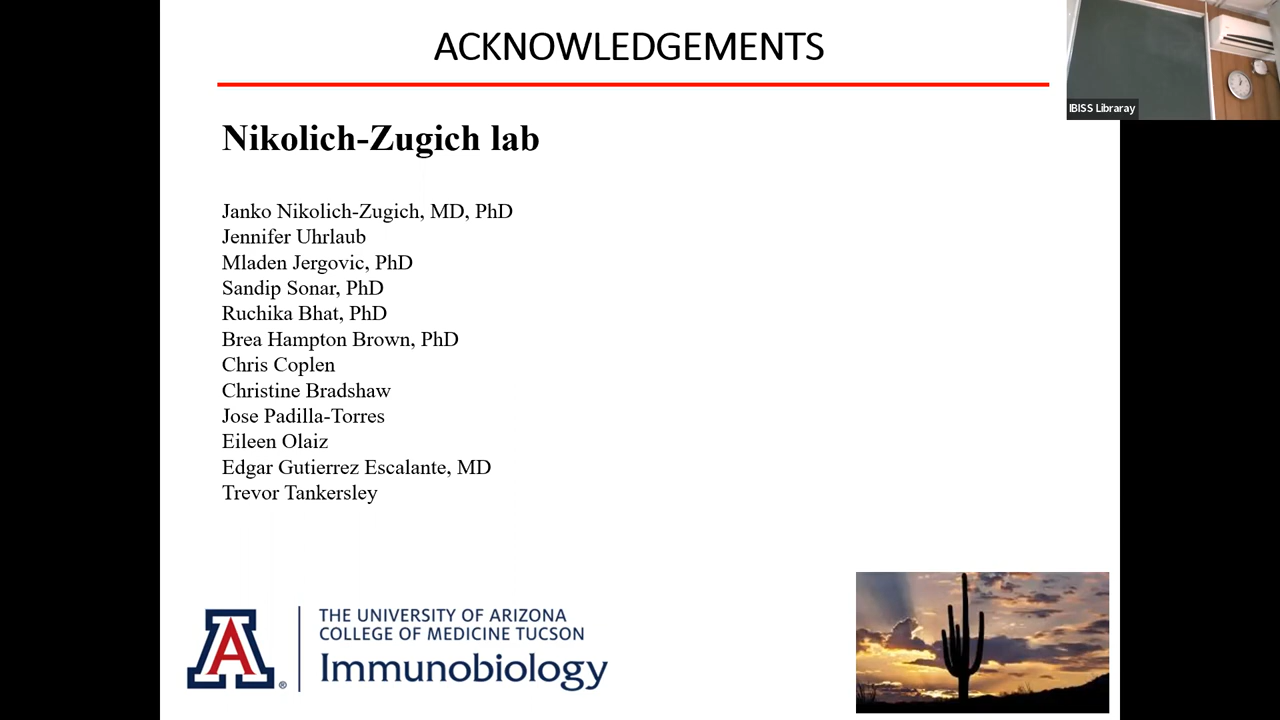 ACKNOWLEDGEMENTS
IBISS Libraray
Nikolich-Zugich lab
Janko Nikolich-Zugich, MD, PhD
Jennifer Uhrlaub
Mladen Jergovic, PhD
Sandip Sonar, PhD
Ruchika Bhat, PhD
Brea Hampton Brown, PhD
Chris Coplen
Christine Bradshaw
Jose Padilla-Torres
Eileen Olaiz
Edgar Gutierrez Escalante, MD
Trevor Tankersley
A®
THE UNIVERSITY OF ARIZONA
COLLEGE OF MEDICINE TUCSON
Immunobiology